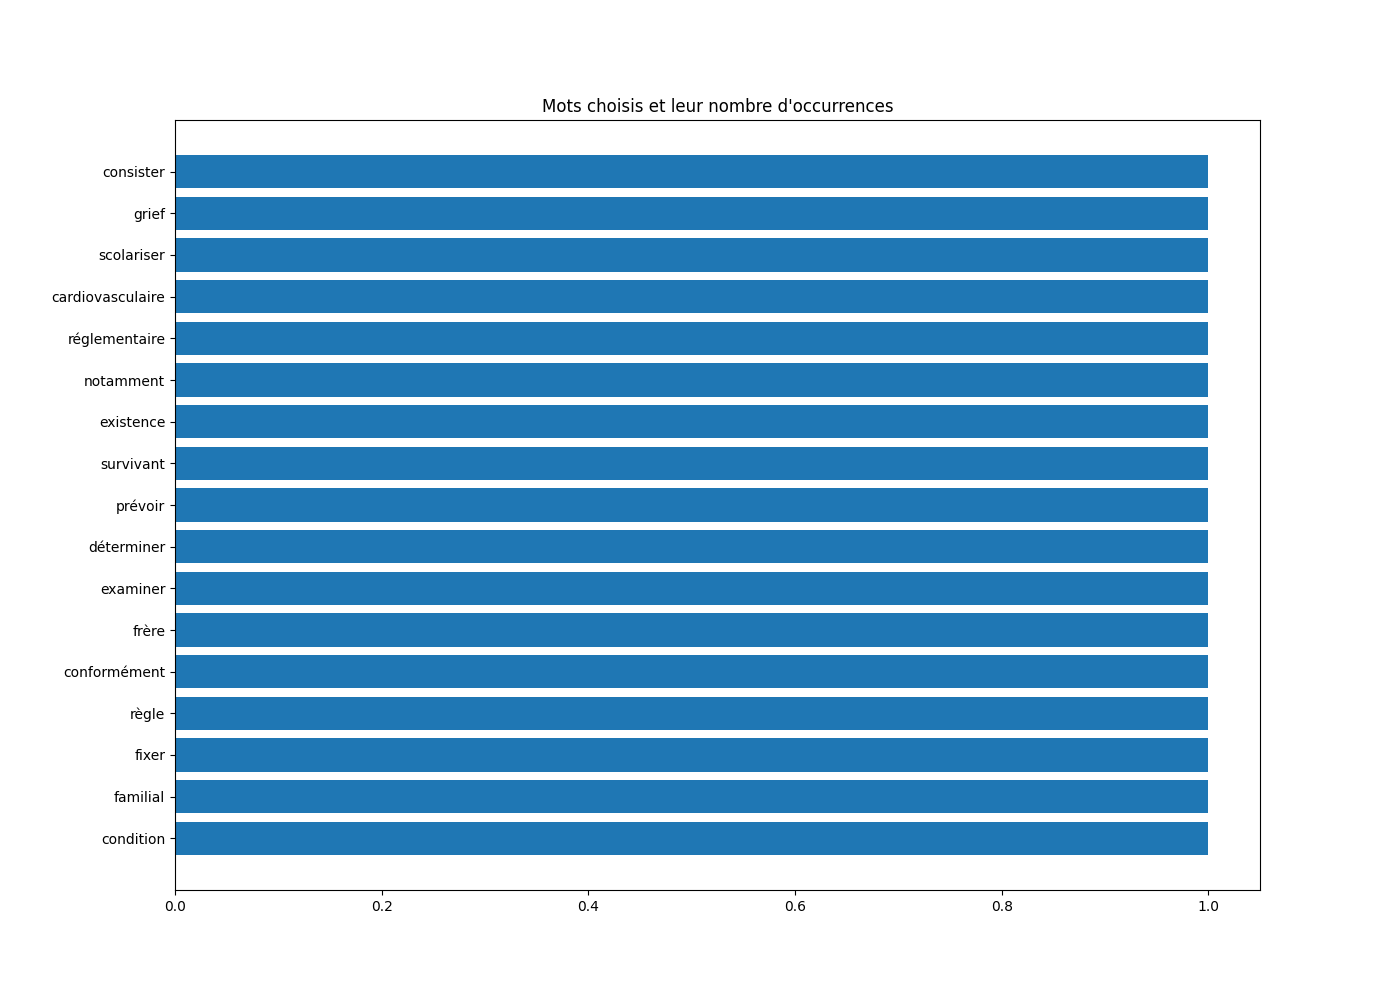 Mots choisis et leur nombre d'occurrences
consister
grief
scolariser
cardiovasculaire
réglementaire
notamment
existence
survivant
prévoir
déterminer
examiner
frère
conformément
règle
fixer
familial
condition
0.0 0.2 0.4 0.6 0.8 1.0